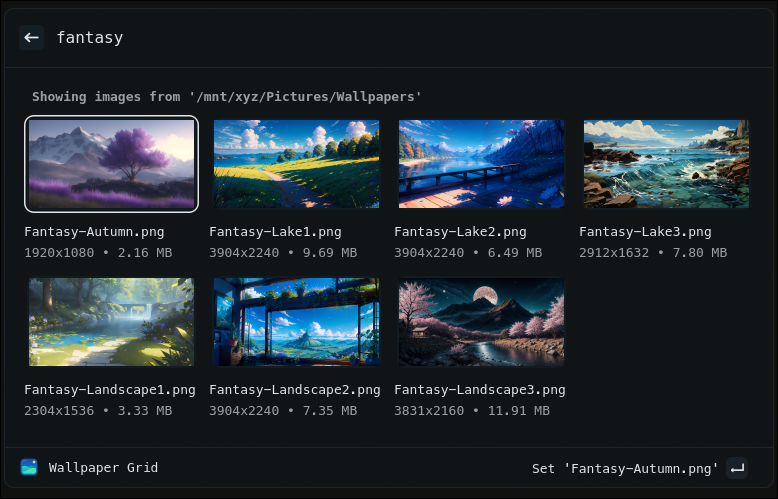 fantasy
Showing images from '/mnt/xyz/Pictures/Wallpapers'
Fantasy-Autumn.png
1920x1080 • 2.16 MB
Fantasy-Lake1.png
3904x2240 • 9.69 MB
Fantasy-Lake2.png
3904x2240 • 6.49 MB
Fantasy-Lake3.png
2912x1632 • 7.80 MB
Fantasy-Landscape1.png
2304x1536 • 3.33 MB
Fantasy-Landscape2.png
3904x2240 • 7.35 MB
Fantasy-Landscape3.png
3831x2160 • 11.91 MB
Wallpaper Grid
Set 'Fantasy-Autumn.png'